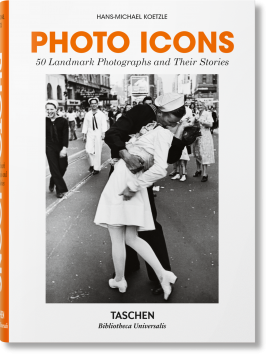 HANS-MICHAEL KOETZLE
PHOTO ICONS
50 Landmark Photographs and Their Stories
TASCHEN
Bibliotheca Universalis